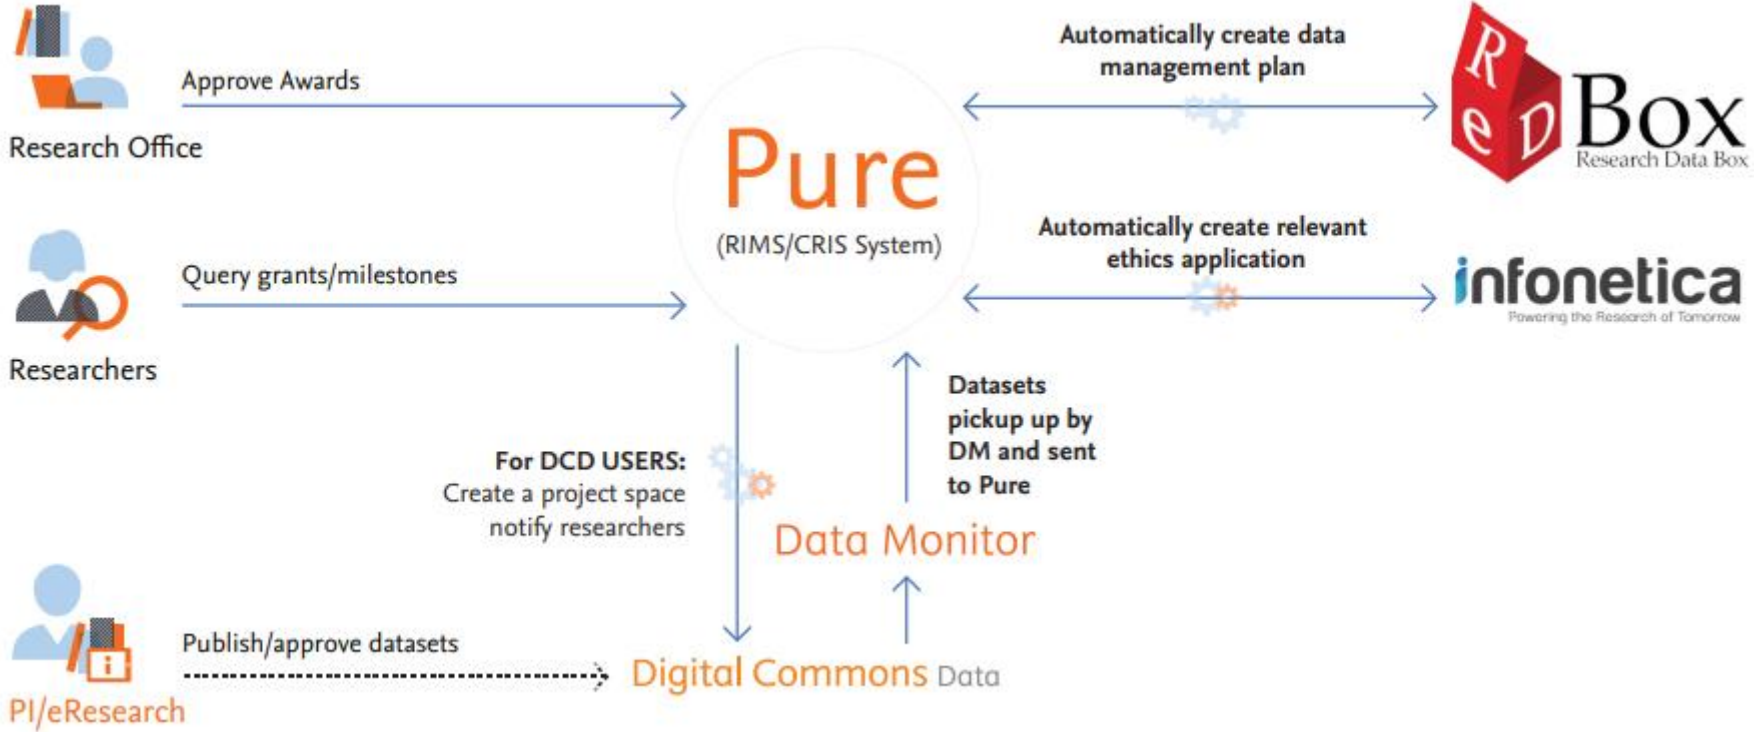 Approve Awards
Research Office
Query grants/milestones
Researchers
Pure
(RIMS/CRIS System)
Automatically create data
management plan
ReD Box
Research Data Box
Automatically create relevant
ethics application
infonetica
Powering the Research of Tomorrow
For DCD USERS:
Create a project space
notify researchers
Datasets
pickup up by
DM and sent
to Pure
Data Monitor
Publish/approve datasets
PI/eResearch
Digital Commons Data